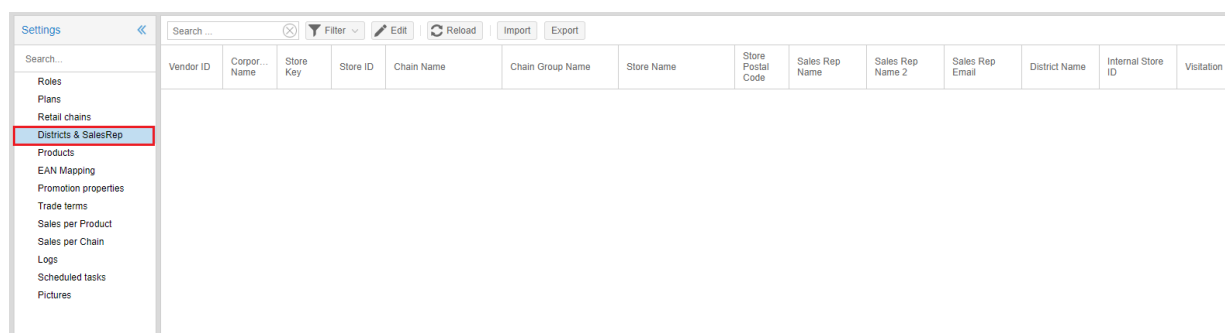 Settings
Search...
Roles
Plans
Retail chains
Districts & SalesRep
Products
EAN Mapping
Promotion properties
Trade terms
Sales per Product
Sales per Chain
Logs
Scheduled tasks
Pictures
Search ... Filter Edit Reload Import Export
Vendor ID
Corpor...
Name
Store
Key
Store ID
Chain Name
Chain Group Name
Store Name
Store
Postal
Code
Sales Rep
Name
Sales Rep
Name 2
Sales Rep
Email
District Name
Internal Store
ID
Visitation